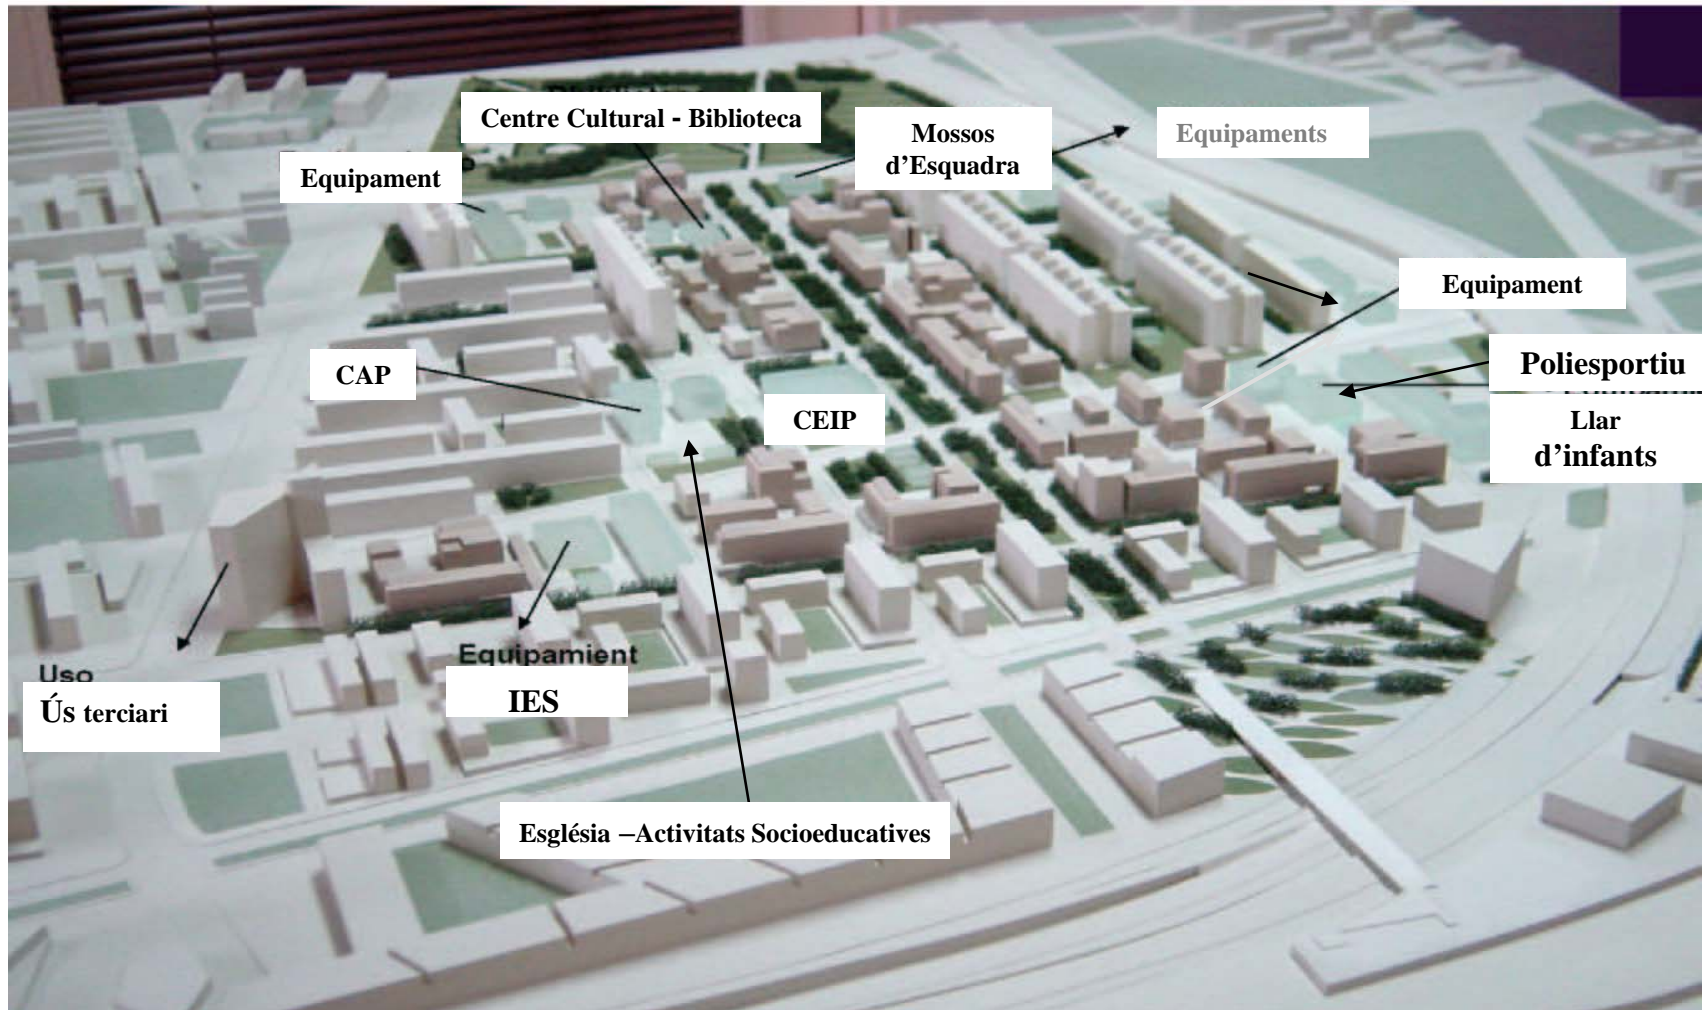 Centre Cultural - Biblioteca
Mossos
d’Esquadra
Equipaments
Equipament
Equipament
Poliesportiu
CAP
CEIP
Llar
d’infants
Equipamient
Uso
IES
Ús terciari
Església –Activitats Socioeducatives